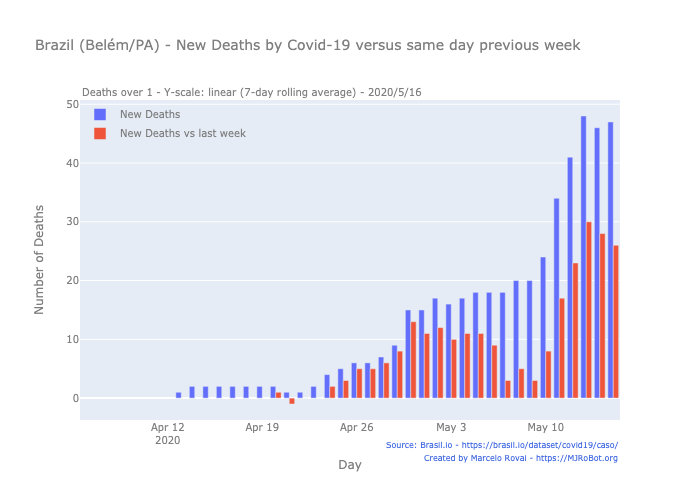 Brazil (Belém/PA) - New Deaths by Covid-19 versus same day previous week
Deaths over 1 - Y-scale: linear (7-day rolling average) - 2020/5/16
New Deaths
New Deaths vs last week
50
40
30
20
10
0
Number of Deaths
Apr 12
2020
Apr 19
Apr 26
May 3
May 10
Day
Source: Brasil.io - https://brasil.io/dataset/covid19/caso/
Created by Marcelo Rovai - https://MJRoBot.org